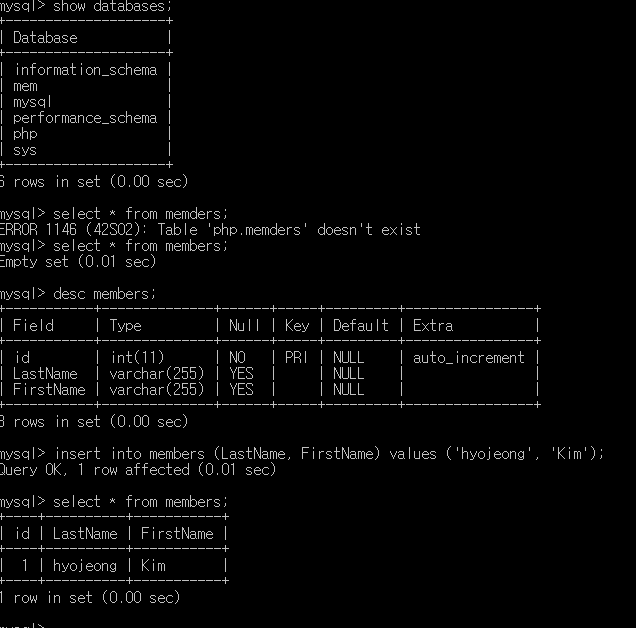 mysql> show databases;
+--------------------+
| Database           |
+--------------------+
| information_schema |
| mem                |
| mysql              |
| performance_schema |
| php                |
| sys                |
+--------------------+
6 rows in set (0.00 sec)
mysql> select * from memders;
ERROR 1146 (42S02): Table 'php.memders' doesn't exist
mysql> select * from members;
Empty set (0.01 sec)
mysql> desc members;
+-----------+--------------+------+-----+---------+----------------+
| Field     | Type         | Null | Key | Default | Extra          |
+-----------+--------------+------+-----+---------+----------------+
| id        | int(11)      | NO   | PRI | NULL    | auto_increment |
| LastName  | varchar(255) | YES  |     | NULL    |                |
| FirstName | varchar(255) | YES  |     | NULL    |                |
+-----------+--------------+------+-----+---------+----------------+
3 rows in set (0.00 sec)
mysql> insert into members (LastName, FirstName) values ('hyojeong', 'Kim');
Query OK, 1 row affected (0.01 sec)
mysql> select * from members;
+----+----------+-----------+
| id | LastName | FirstName |
+----+----------+-----------+
|  1 | hyojeong | Kim       |
+----+----------+-----------+
1 row in set (0.00 sec)
mysql>